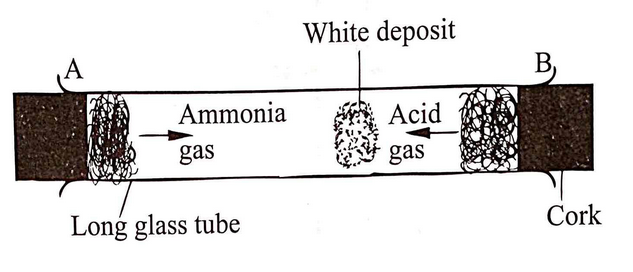 White deposit
A
B
Ammonia
gas
Acid
gas
Long glass tube
Cork